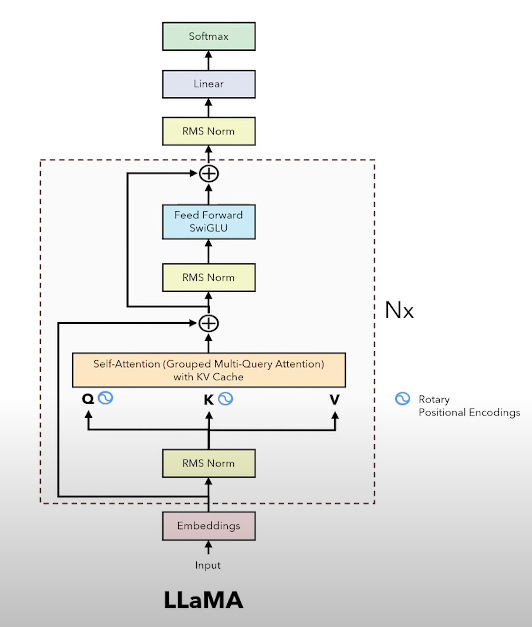 Softmax
Linear
RMS Norm
Feed Forward
SwiGLU
RMS Norm
Nx
Self-Attention (Grouped Multi-Query Attention)
with KV Cache
Q K V
Rotary
Positional Encodings
RMS Norm
Embeddings
Input
LLaMA